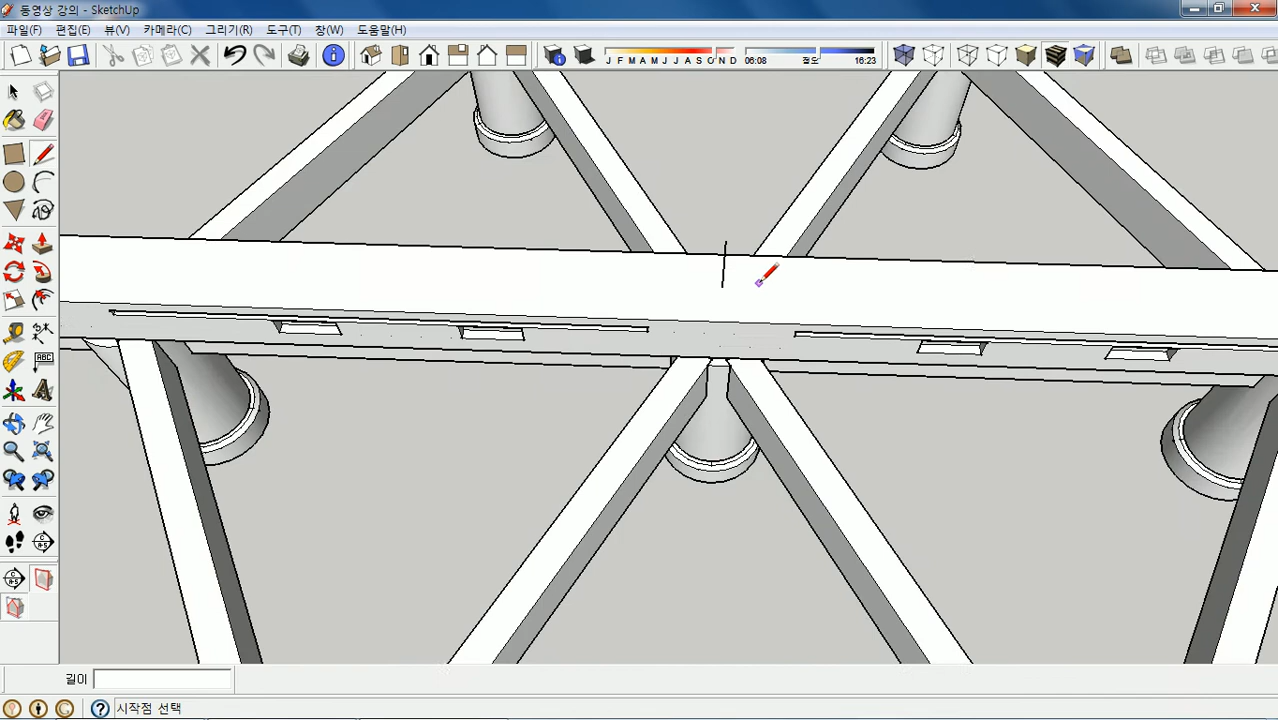 동영상 강의 - SketchUp
파일(F) 편집(E) 뷰(V) 카메라(C) 그리기(R) 도구(T) 창(W) 도움말(H)
J F M A M J J A S O N D 06:08 정오 16:23
ABC
길이
시작점 선택